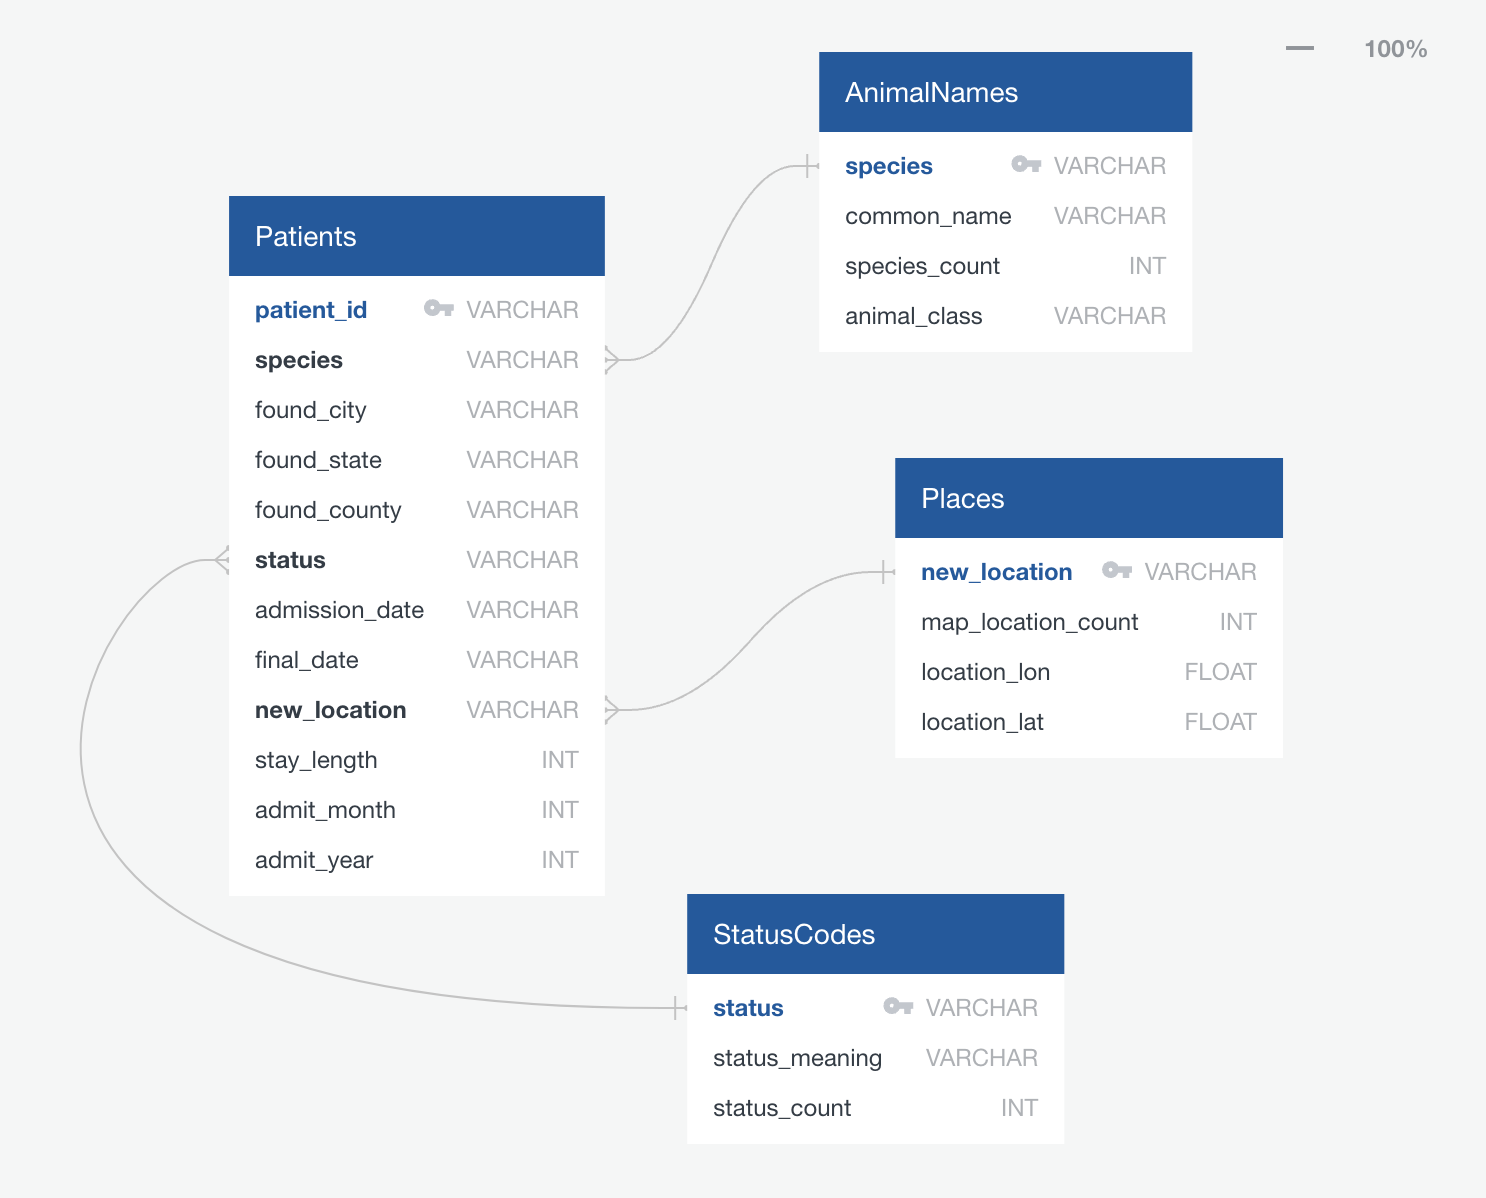 100%
AnimalNames
species VARCHAR
common_name VARCHAR
species_count INT
animal_class VARCHAR
Patients
patient_id VARCHAR
species VARCHAR
found_city VARCHAR
found_state VARCHAR
found_county VARCHAR
status VARCHAR
admission_date VARCHAR
final_date VARCHAR
new_location VARCHAR
stay_length INT
admit_month INT
admit_year INT
Places
new_location VARCHAR
map_location_count INT
location_lon FLOAT
location_lat FLOAT
StatusCodes
status VARCHAR
status_meaning VARCHAR
status_count INT